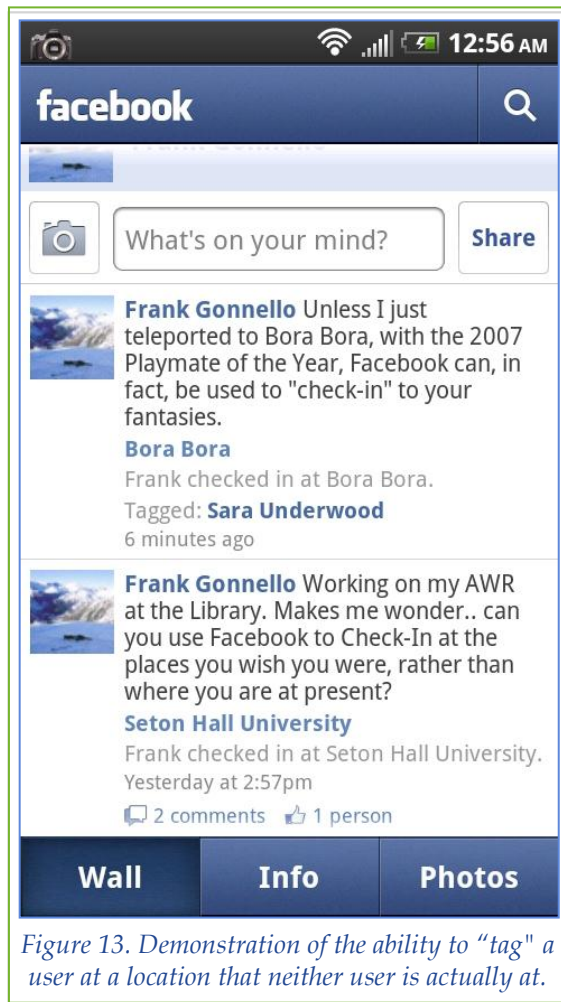 12:56 AM
facebook
Frank Gonnello
What's on your mind?
Share
Frank Gonnello Unless I just
teleported to Bora Bora, with the 2007
Playmate of the Year, Facebook can, in
fact, be used to "check-in" to your
fantasies.
Bora Bora
Frank checked in at Bora Bora.
Tagged: Sara Underwood
6 minutes ago
Frank Gonnello Working on my AWR
at the Library. Makes me wonder.. can
you use Facebook to Check-In at the
places you wish you were, rather than
where you are at present?
Seton Hall University
Frank checked in at Seton Hall University.
Yesterday at 2:57pm
2 comments 1 person
Wall Info Photos
Figure 13. Demonstration of the ability to “tag" a
user at a location that neither user is actually at.